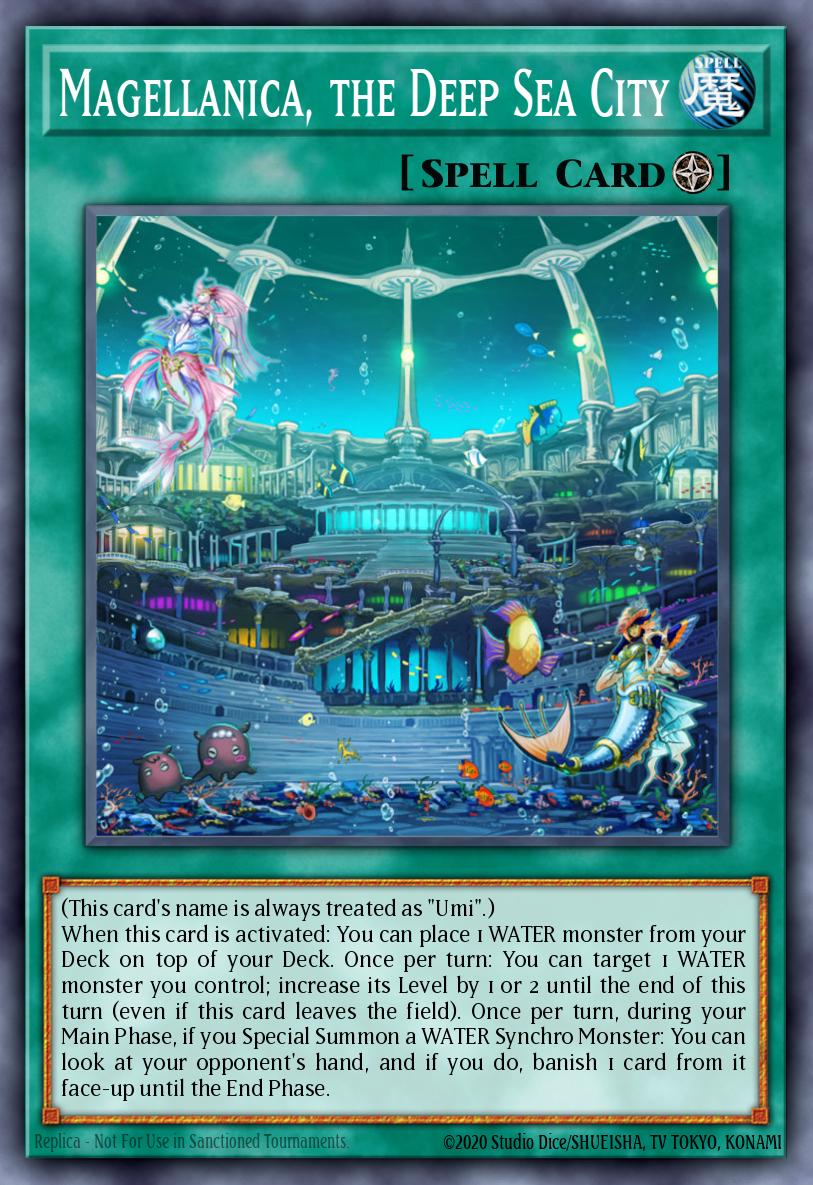 Magellanica, the Deep Sea City
SPELL
魔
[Spell Card]
(This card's name is always treated as "Umi".)
When this card is activated: You can place 1 WATER monster from your
Deck on top of your Deck. Once per turn: You can target 1 WATER
monster you control; increase its Level by 1 or 2 until the end of this
turn (even if this card leaves the field). Once per turn, during your
Main Phase, if you Special Summon a WATER Synchro Monster: You can
look at your opponent's hand, and if you do, banish 1 card from it
face-up until the End Phase.
Replica - Not For Use in Sanctioned Tournaments.
©2020 Studio Dice/SHUEISHA, TV TOKYO, KONAMI